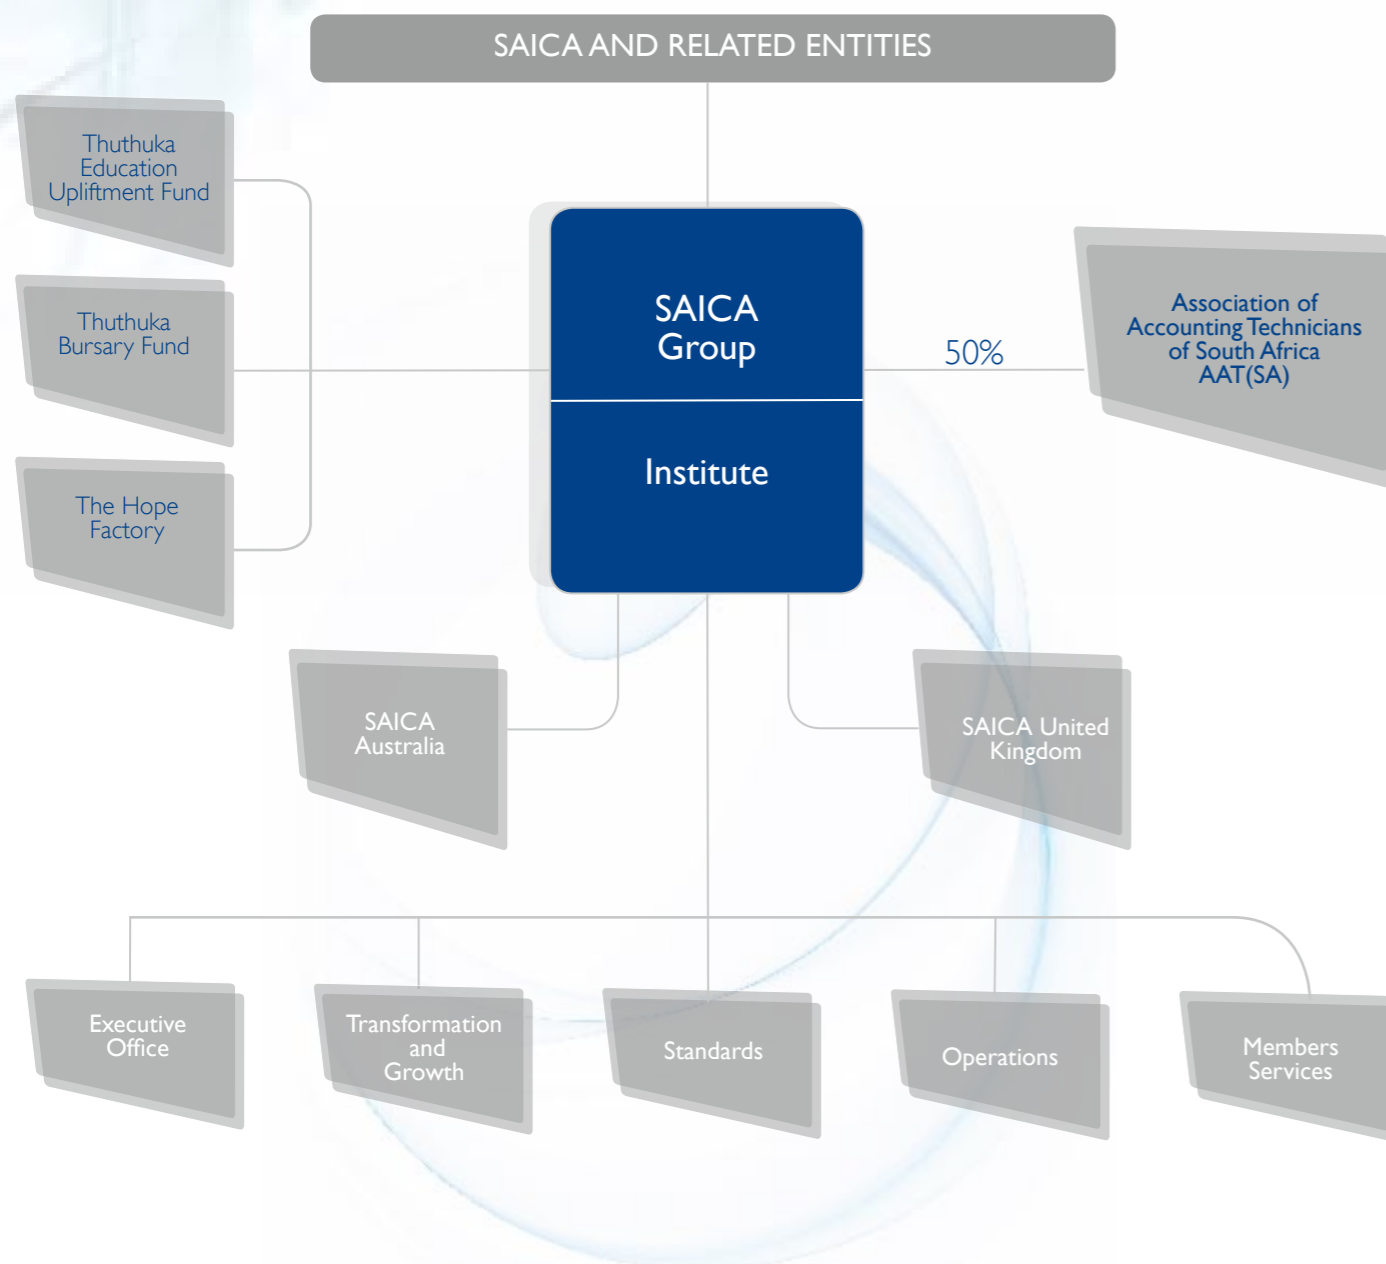 SAICA AND RELATED ENTITIES
Thuthuka
Education
Upliftment Fund
Thuthuka
Bursary Fund
The Hope
Factory
SAICA
Group
Institute
50%
Association of
Accounting Technicians
of South Africa
AAT(SA)
SAICA
Australia
SAICA United
Kingdom
Executive
Office
Transformation
and
Growth
Standards
Operations
Members
Services